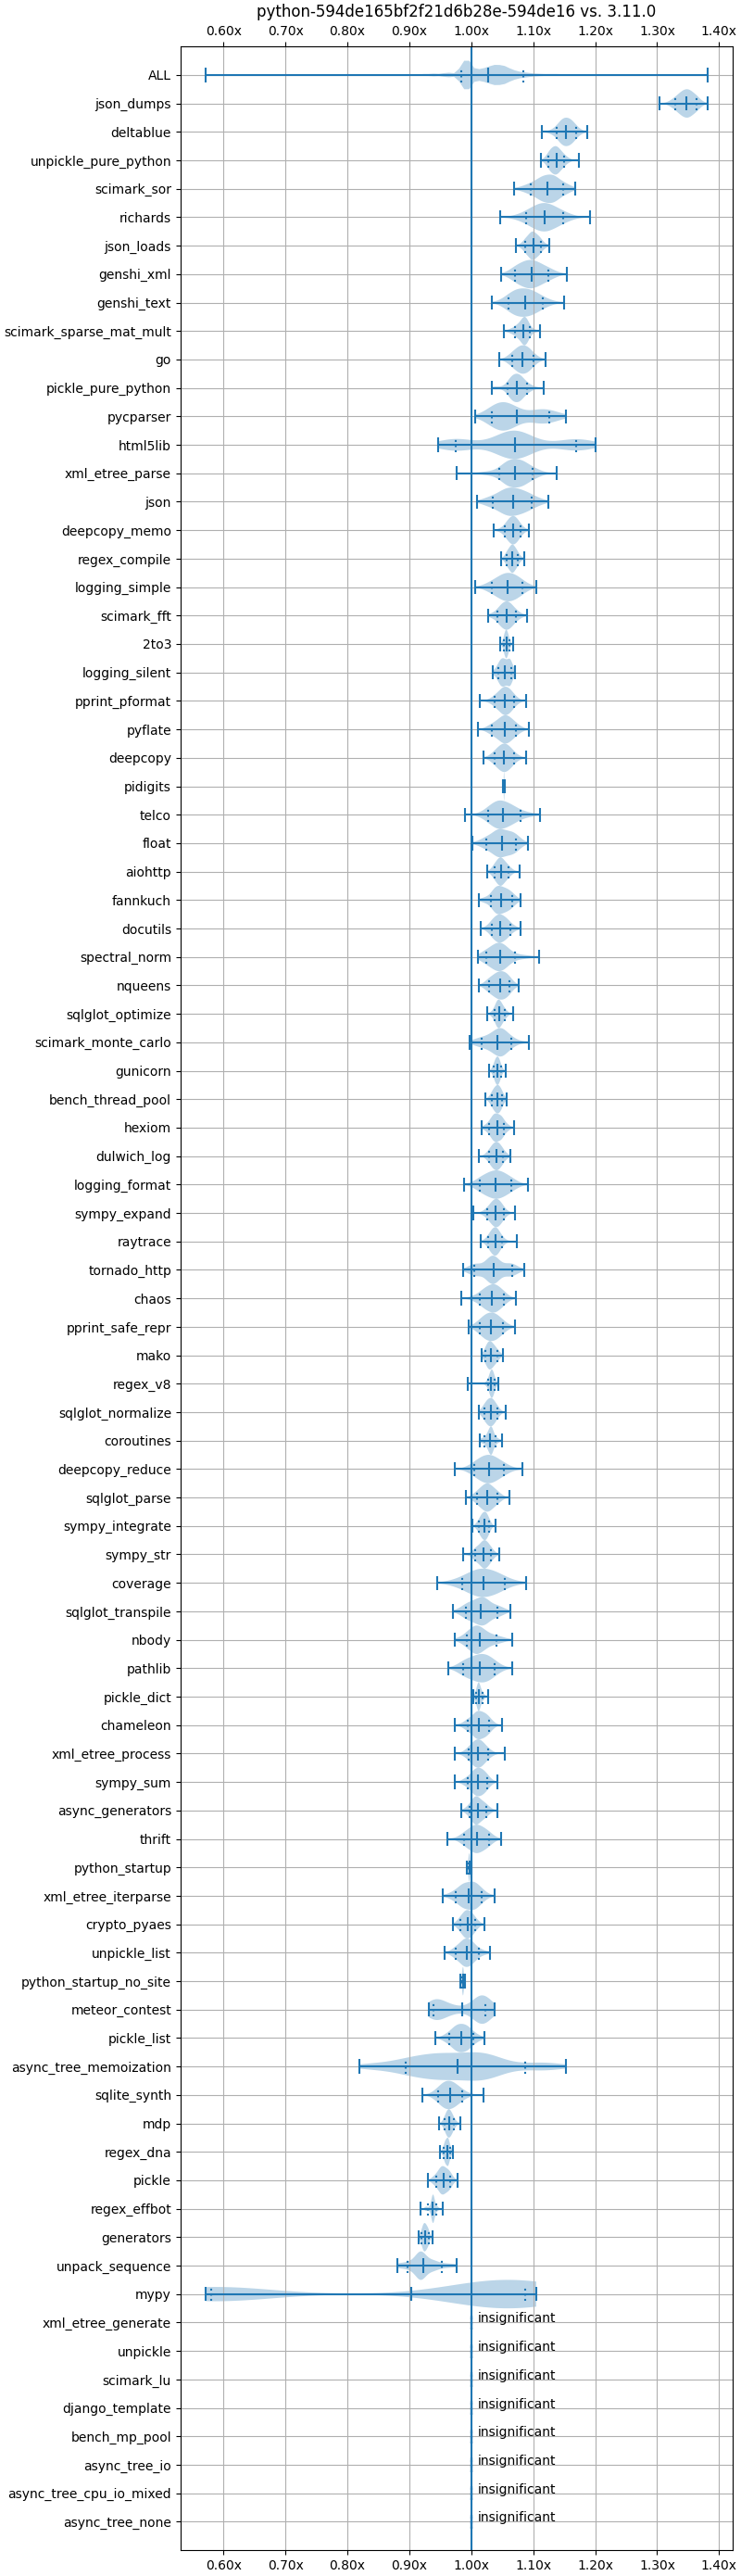 python-594de165bf2f21d6b28e-594de16 vs. 3.11.0
0.60x 0.70x 0.80x 0.90x 1.00x 1.10x 1.20x 1.30x 1.40x
ALL
json_dumps
deltablue
unpickle_pure_python
scimark_sor
richards
json_loads
genshi_xml
genshi_text
scimark_sparse_mat_mult
go
pickle_pure_python
pycparser
html5lib
xml_etree_parse
json
deepcopy_memo
regex_compile
logging_simple
scimark_fft
2to3
logging_silent
pprint_pformat
pyflate
deepcopy
pidigits
telco
float
aiohttp
fannkuch
docutils
spectral_norm
nqueens
sqlglot_optimize
scimark_monte_carlo
gunicorn
bench_thread_pool
hexiom
dulwich_log
logging_format
sympy_expand
raytrace
tornado_http
chaos
pprint_safe_repr
mako
regex_v8
sqlglot_normalize
coroutines
deepcopy_reduce
sqlglot_parse
sympy_integrate
sympy_str
coverage
sqlglot_transpile
nbody
pathlib
pickle_dict
chameleon
xml_etree_process
sympy_sum
async_generators
thrift
python_startup
xml_etree_iterparse
crypto_pyaes
unpickle_list
python_startup_no_site
meteor_contest
pickle_list
async_tree_memoization
sqlite_synth
mdp
regex_dna
pickle
regex_effbot
generators
unpack_sequence
mypy
xml_etree_generate insignificant
unpickle insignificant
scimark_lu insignificant
django_template insignificant
bench_mp_pool insignificant
async_tree_io insignificant
async_tree_cpu_io_mixed insignificant
async_tree_none insignificant
0.60x 0.70x 0.80x 0.90x 1.00x 1.10x 1.20x 1.30x 1.40x